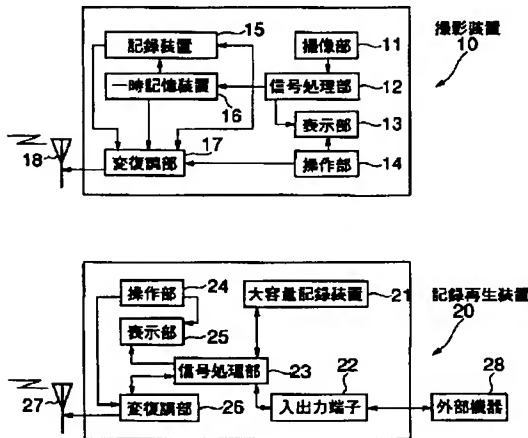 15
記録装置
撮像部
11
撮影装置
10
一時記憶装置
信号処理部
12
16
表示部
13
17
18
変復調部
操作部
14
24
操作部
大容量記録装置
21
記録再生装置
20
表示部
25
信号処理部
23
22
28
27
変復調部
26
入出力端子
外部機器